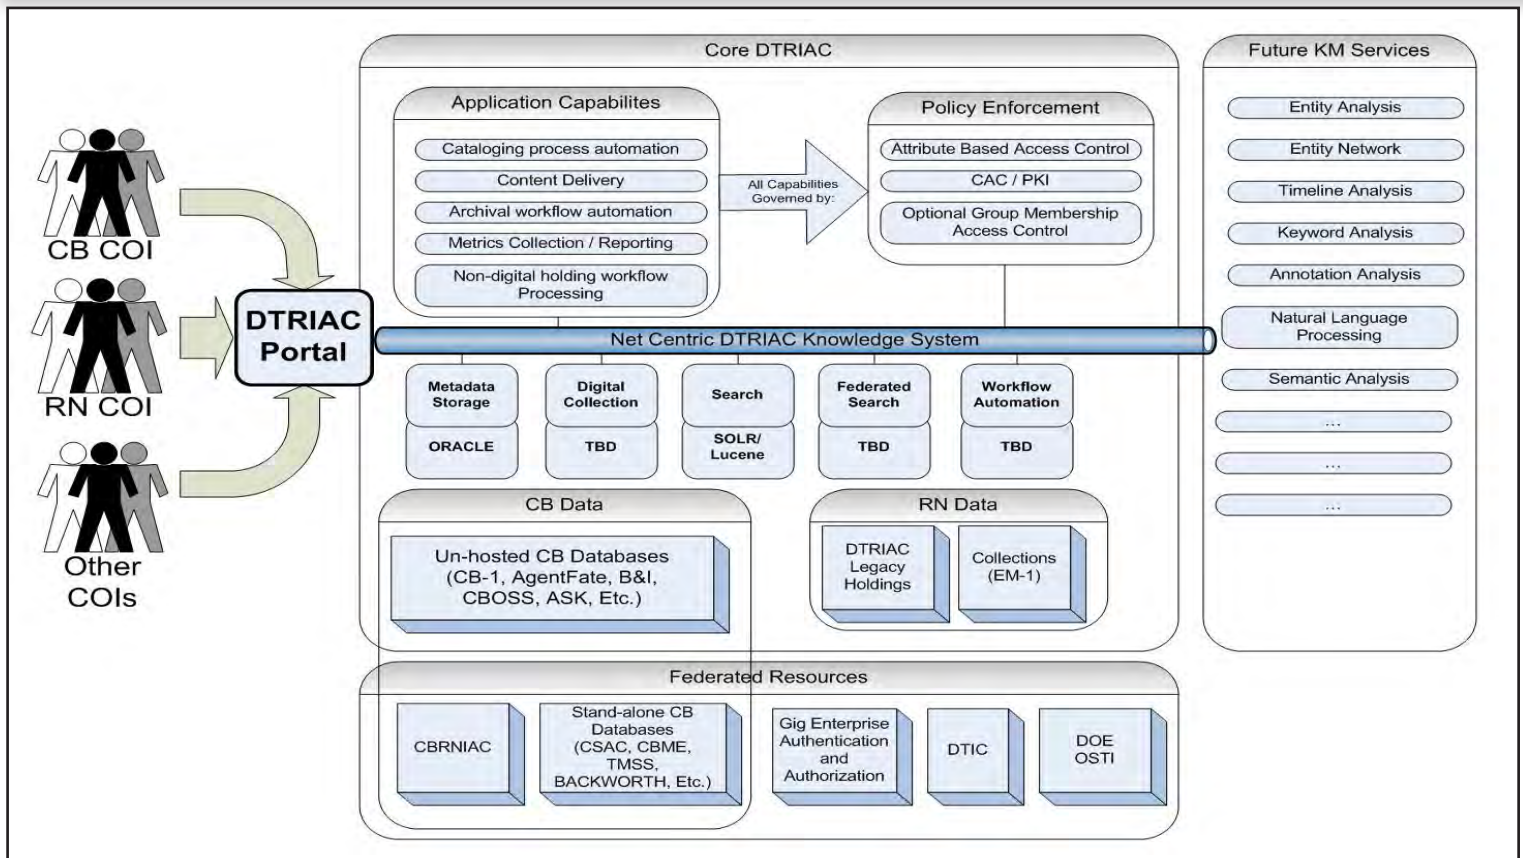 Core DTRIAC
Future KM Services
Application Capabilites
Cataloging process automation
Content Delivery
Archival workflow automation
Metrics Collection / Reporting
Non-digital holding workflow
Processing
All Capabilities
Governed by:
Policy Enforcement
Attribute Based Access Control
CAC / PKI
Optional Group Membership
Access Control
Entity Analysis
Entity Network
Timeline Analysis
Keyword Analysis
Annotation Analysis
Natural Language
Processing
Semantic Analysis
...
...
...
CB COI
RN COI
Other
COIs
DTRIAC
Portal
Net Centric DTRIAC Knowledge System
Metadata
Storage
ORACLE
Digital
Collection
TBD
Search
SOLR/
Lucene
Federated
Search
TBD
Workflow
Automation
TBD
CB Data
Un-hosted CB Databases
(CB-1, AgentFate, B&I,
CBOSS, ASK, Etc.)
RN Data
DTRIAC
Legacy
Holdings
Collections
(EM-1)
Federated Resources
CBRNIAC
Stand-alone CB
Databases
(CSAC, CBME,
TMSS,
BACKWORTH, Etc.)
Gig Enterprise
Authentication
and
Authorization
DTIC
DOE
OSTI